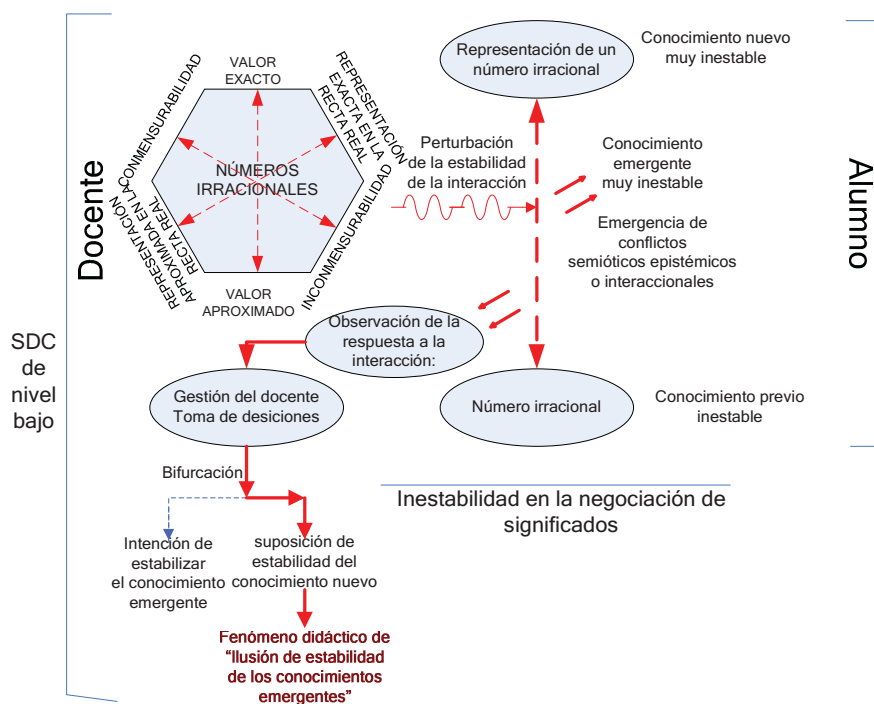 SDC
de
nivel
bajo
Docente
VALOR
EXACTO
CONMENSURABILIDAD
REPRESENTACIÓN
EXACTA EN LA
RECTA REAL
NÚMEROS
IRRACIONALES
REPRESENTACIÓN
APROXIMADA EN LA
RECTA REAL
INCONMENSURABILIDAD
VALOR
APROXIMADO
Perturbación
de la estabilidad
de la interacción
Representación de un
número irracional
Conocimiento nuevo
muy inestable
Conocimiento
emergente
muy inestable
Emergencia de
conflictos
semióticos epistémicos
o interaccionales
Alumno
Observación de la
respuesta a la
interacción:
Gestión del docente
Toma de desiciones
Número irracional
Conocimiento previo
inestable
Bifurcación
Inestabilidad en la negociación de
significados
Intención de
estabilizar
el conocimiento
emergente
suposición de
estabilidad del
conocimiento nuevo
Fenómeno didáctico de
“Ilusión de estabilidad
de los conocimientos
emergentes”